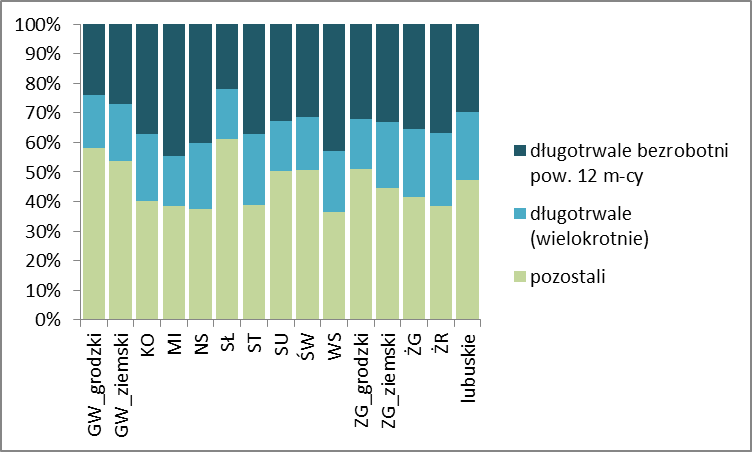 100%
90%
80%
70%
60%
50%
40%
30%
20%
10%
0%
GW_grodzki
GW_ziemski
KO
MI
NS
SŁ
ST
SU
ŚW
WS
ZG_grodzki
ZG_ziemski
ŻG
ŻR
lubuskie
długotrwale bezrobotni
pow. 12 m-cy
długotrwale
(wielokrotnie)
pozostali